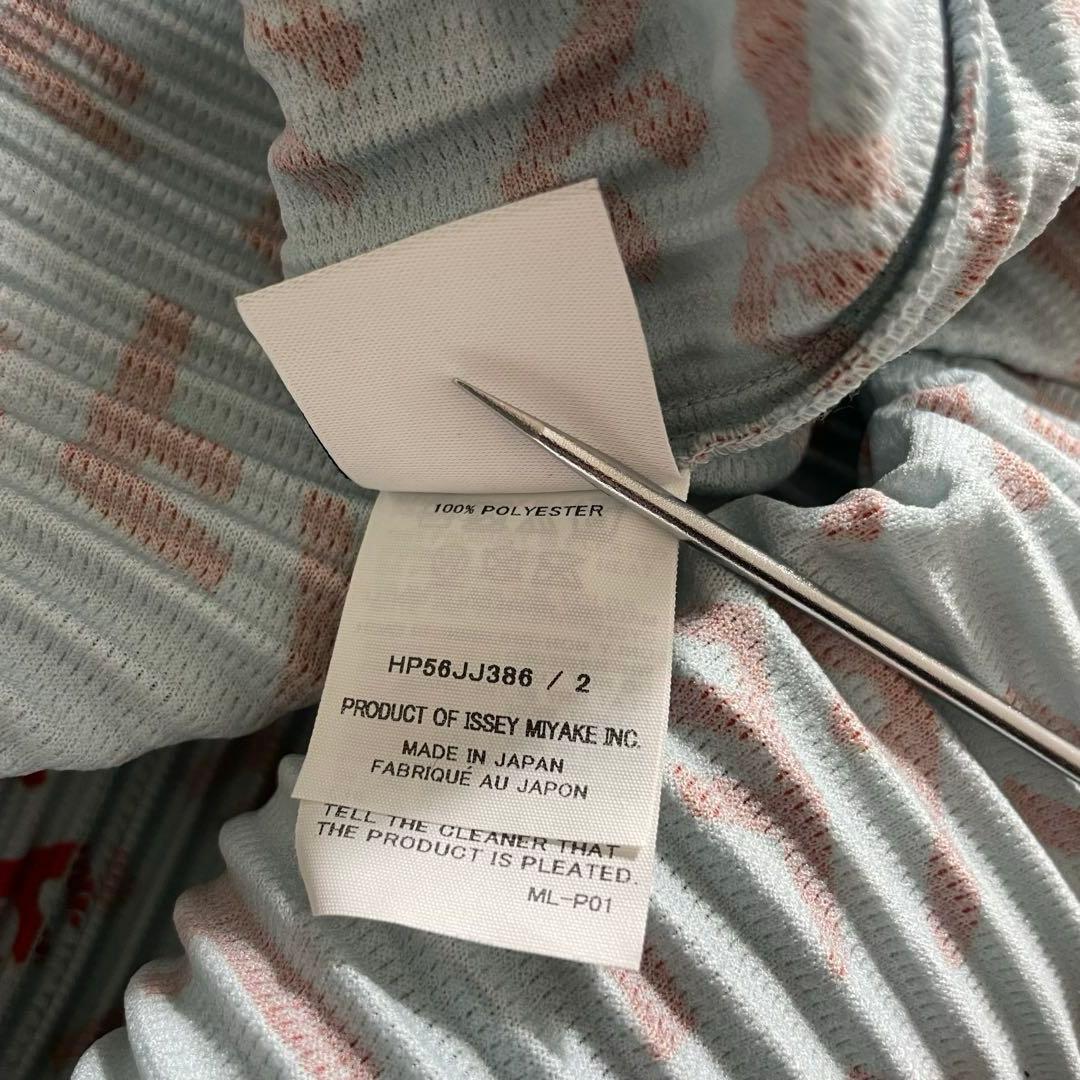 100% POLYESTER
HP56JJ386 / 2
PRODUCT OF ISSEY MIYAKE INC.
MADE IN JAPAN
FABRIQUÉ AU JAPON
TELL THE CLEANER THAT
THE PRODUCT IS PLEATED.
ML-P01